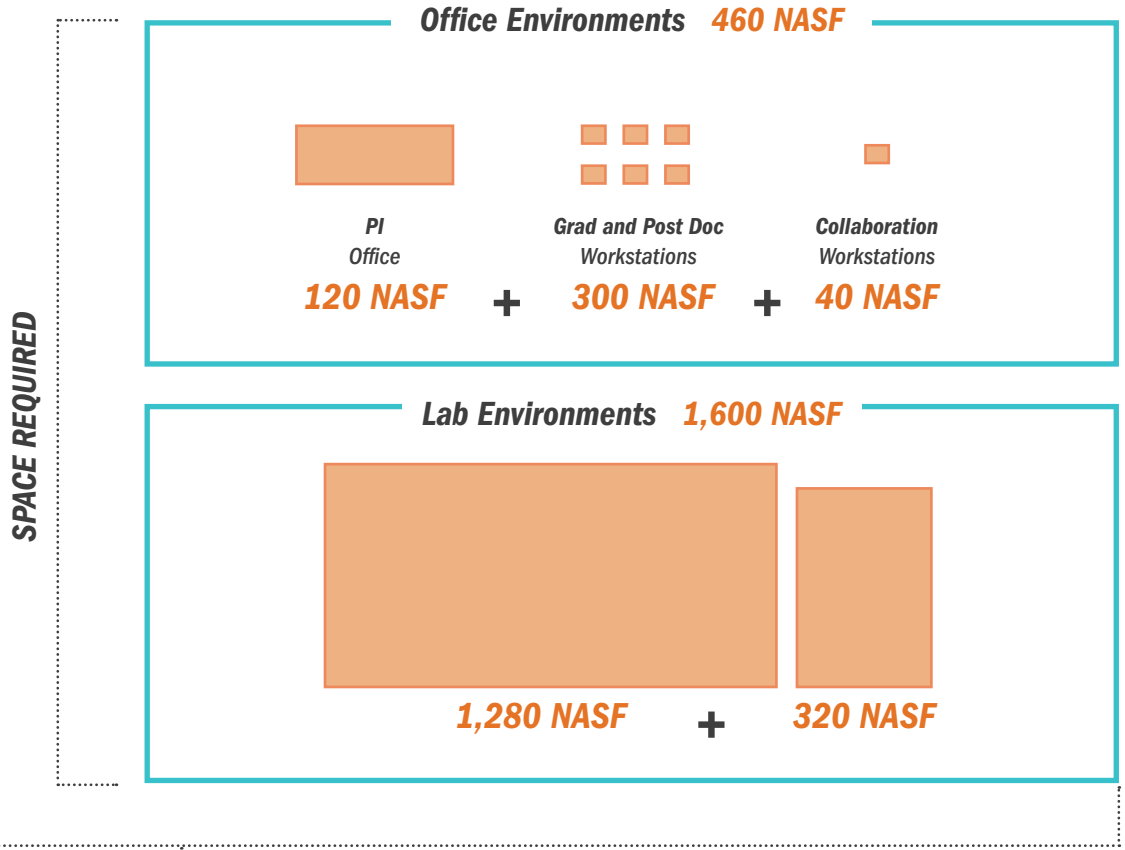 Office Environments 460 NASF
PI
Office
120 NASF
+
Grad and Post Doc
Workstations
300 NASF
+
Collaboration
Workstations
40 NASF
SPACE REQUIRED
Lab Environments 1,600 NASF
1,280 NASF + 320 NASF